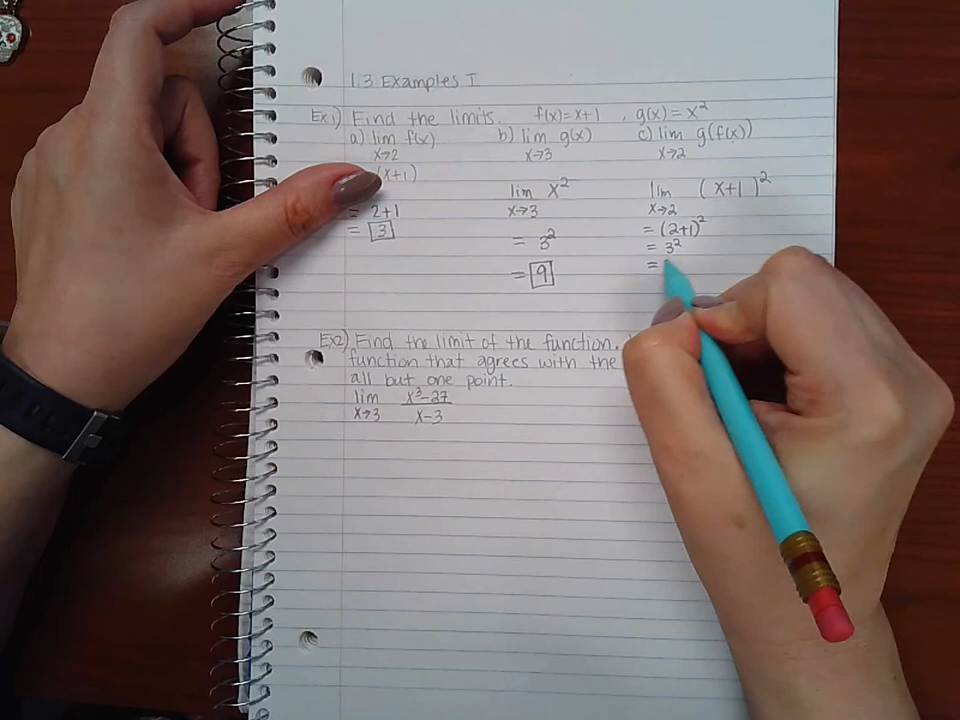 1.3 Examples I
Ex1) Find the limits. f(x)=x+1 , g(x)=x²
a) lim f(x) b) lim g(x) c) lim g(f(x))
x→2 x→3 x→2
(x+1)
lim x² lim (x+1)²
x→3 x→2
= 2+1 = (2+1)²
= 3 = 3² = 3²
= 9 =
Ex2) Find the limit of the function.
function that agrees with the
all but one point.
lim x³-27
x→3 x-3